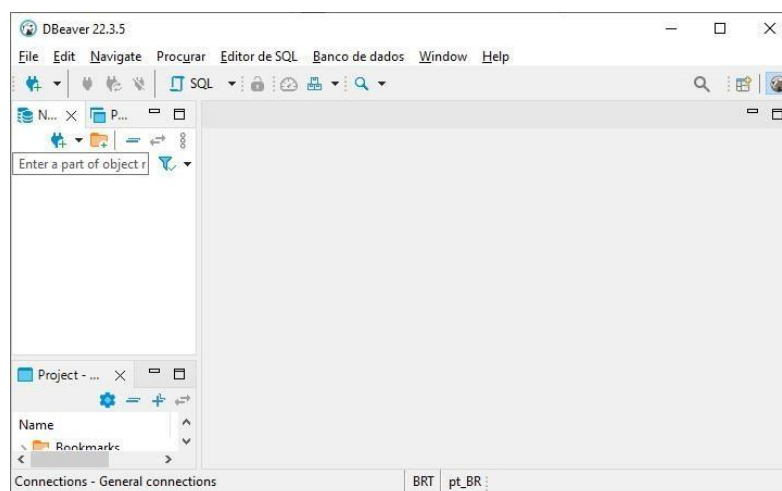 DBeaver 22.3.5
File Edit Navigate Procurar Editor de SQL Banco de dados Window Help
SQL
N... P...
Enter a part of object r
Project - ...
Name
Bookmarks
Connections - General connections BRT pt_BR